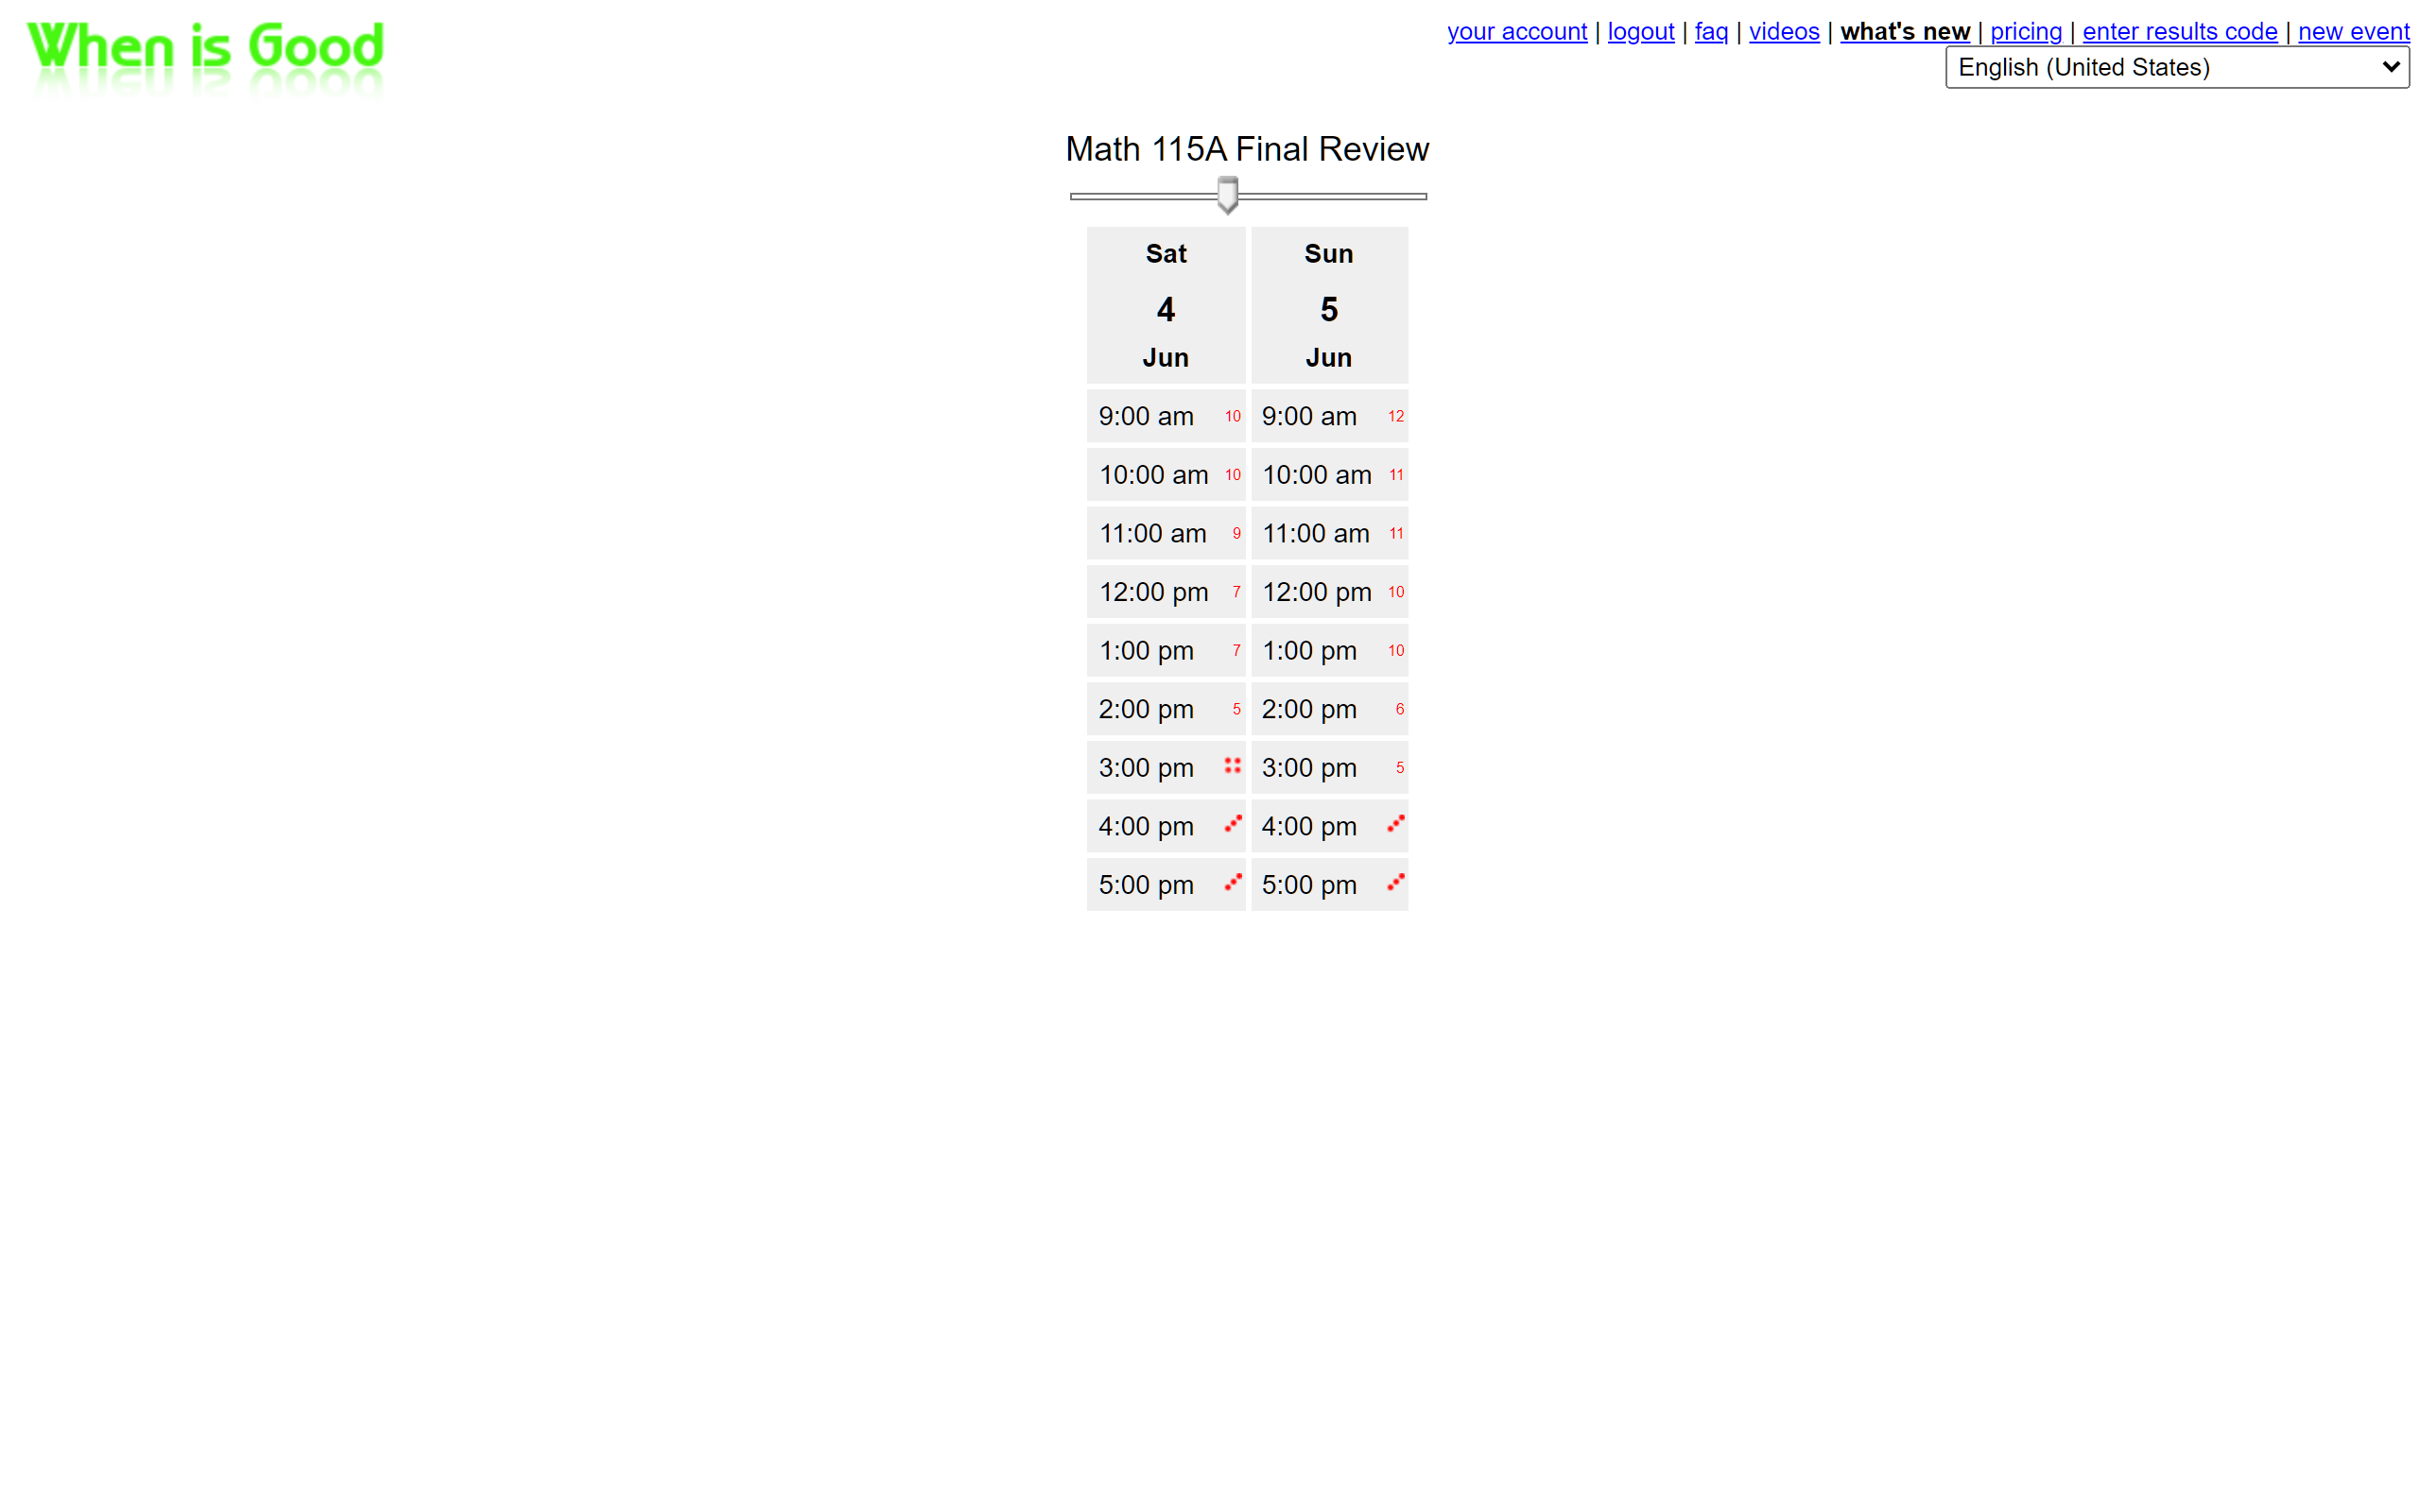 When is Good
your account | logout | faq | videos | what's new | pricing | enter results code | new event
English (United States)
Math 115A Final Review
Sat Sun
4 5
Jun Jun
9:00 am 10 9:00 am 12
10:00 am 10 10:00 am 11
11:00 am 9 11:00 am 11
12:00 pm 7 12:00 pm 10
1:00 pm 7 1:00 pm 10
2:00 pm 5 2:00 pm 6
3:00 pm 3:00 pm 5
4:00 pm 4:00 pm
5:00 pm 5:00 pm